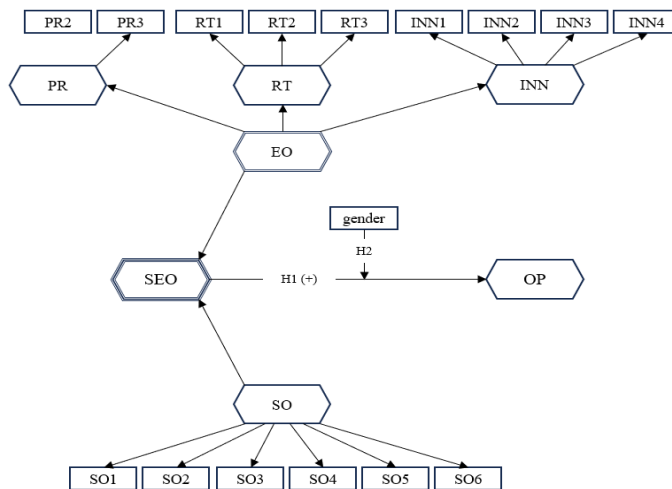 PR2 PR3 RT1 RT2 RT3 INN1 INN2 INN3 INN4
PR RT INN
EO
gender
H2
SEO H1 (+) OP
SO
SO1 SO2 SO3 SO4 SO5 SO6